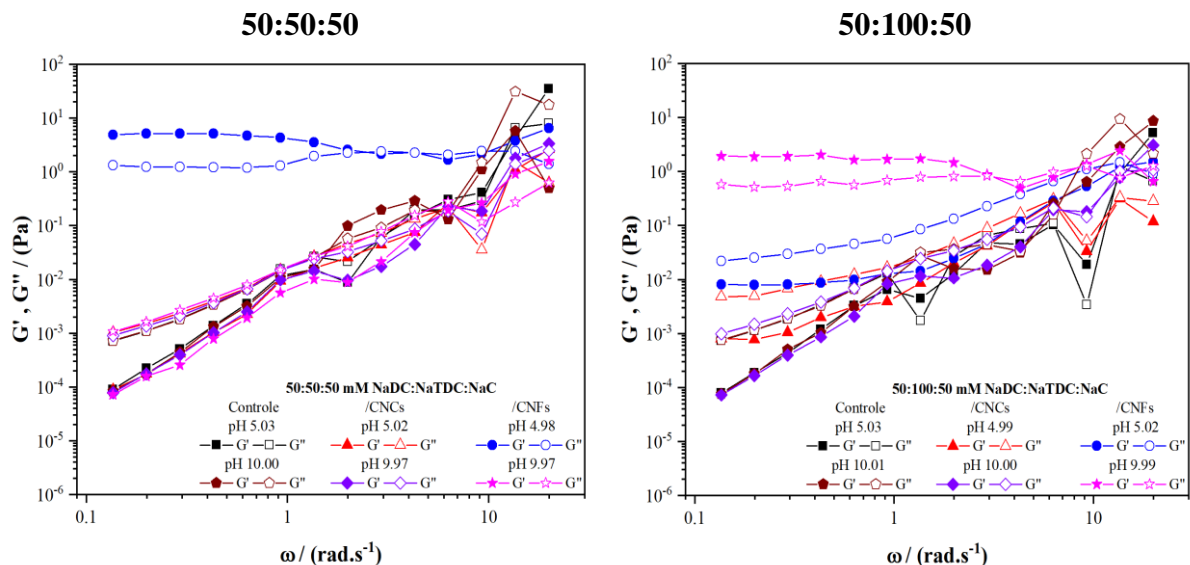 50:50:50
50:100:50
G', G'' / (Pa)
10²
10¹
10⁰
10⁻¹
10⁻²
10⁻³
10⁻⁴
10⁻⁵
10⁻⁶
50:50:50 mM NaDC:NaTDC:NaC
Controle /CNCs /CNFs
pH 5.03 pH 5.02 pH 4.98
G' G'' G' G'' G' G''
pH 10.00 pH 9.97 pH 9.97
G' G'' G' G'' G' G''
0.1 1 10
ω / (rad.s⁻¹)
G', G'' / (Pa)
10²
10¹
10⁰
10⁻¹
10⁻²
10⁻³
10⁻⁴
10⁻⁵
10⁻⁶
50:100:50 mM NaDC:NaTDC:NaC
Controle /CNCs /CNFs
pH 5.03 pH 4.99 pH 5.02
G' G'' G' G'' G' G''
pH 10.01 pH 10.00 pH 9.99
G' G'' G' G'' G' G''
0.1 1 10
ω / (rad.s⁻¹)